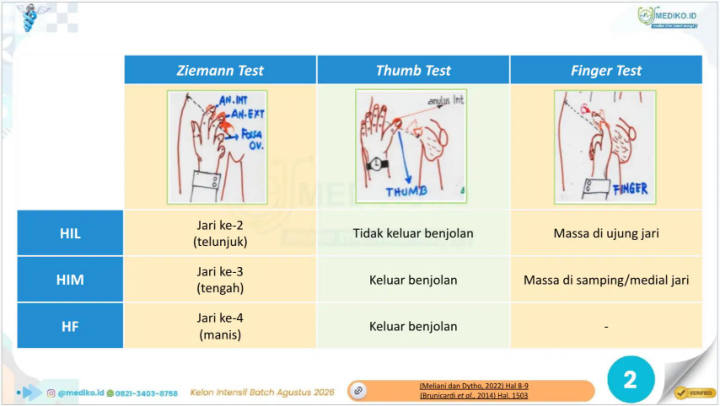 MEDIKO.ID
Ziemann Test
Thumb Test
Finger Test
AN.INT
AN.EXT
FOSSA
OV.
anulus Int
THUMB
FINGER
HIL
Jari ke-2
(telunjuk)
Tidak keluar benjolan
Massa di ujung jari
HIM
Jari ke-3
(tengah)
Keluar benjolan
Massa di samping/medial jari
HF
Jari ke-4
(manis)
Keluar benjolan
-
@mediko.id
0821-3403-8758
Kelon Intensif Batch Agustus 2026
(Meliani dan Dytho, 2022) Hal 8-9
(Brunicardi et al., 2014) Hal. 1503
2
VERIFIED